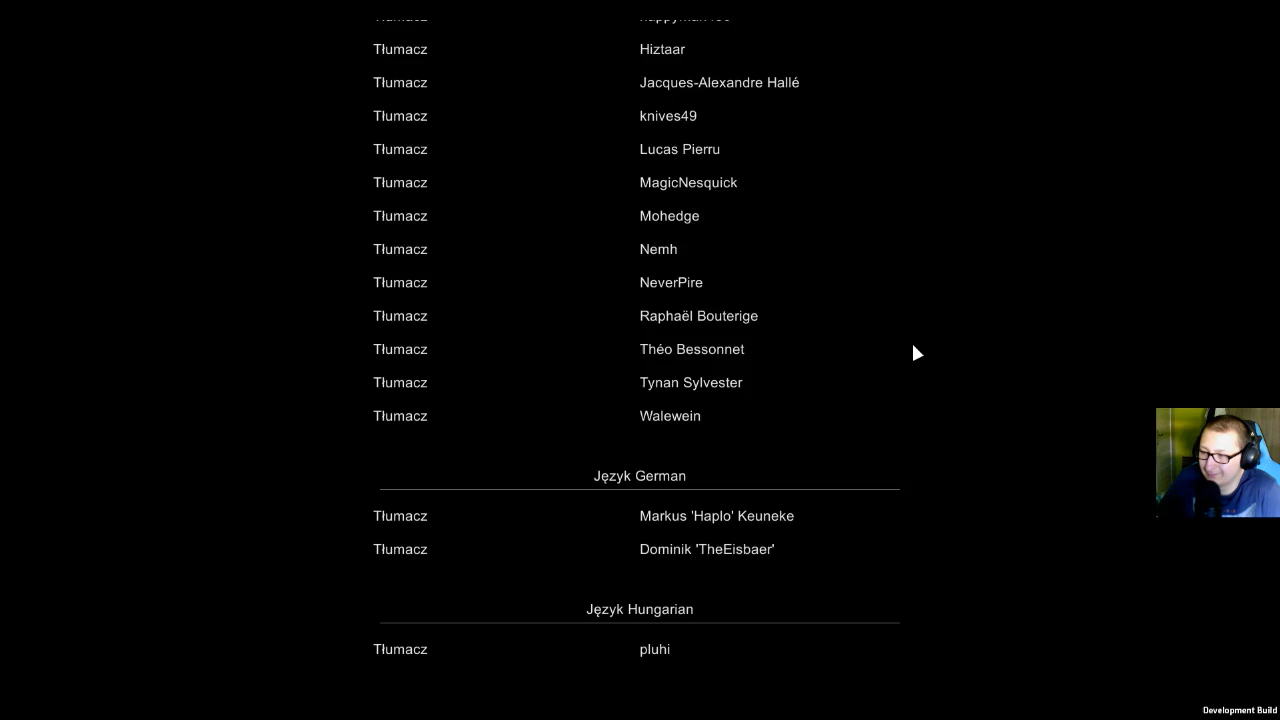 Tłumacz
Tłumacz Hiztaar
Tłumacz Jacques-Alexandre Hallé
Tłumacz knives49
Tłumacz Lucas Pierru
Tłumacz MagicNesquick
Tłumacz Mohedge
Tłumacz Nemh
Tłumacz NeverPire
Tłumacz Raphaël Bouterige
Tłumacz Théo Bessonnet
Tłumacz Tynan Sylvester
Tłumacz Walewein
Język German
Tłumacz Markus 'Haplo' Keuneke
Tłumacz Dominik 'TheEisbaer'
Język Hungarian
Tłumacz pluhi
Development Build